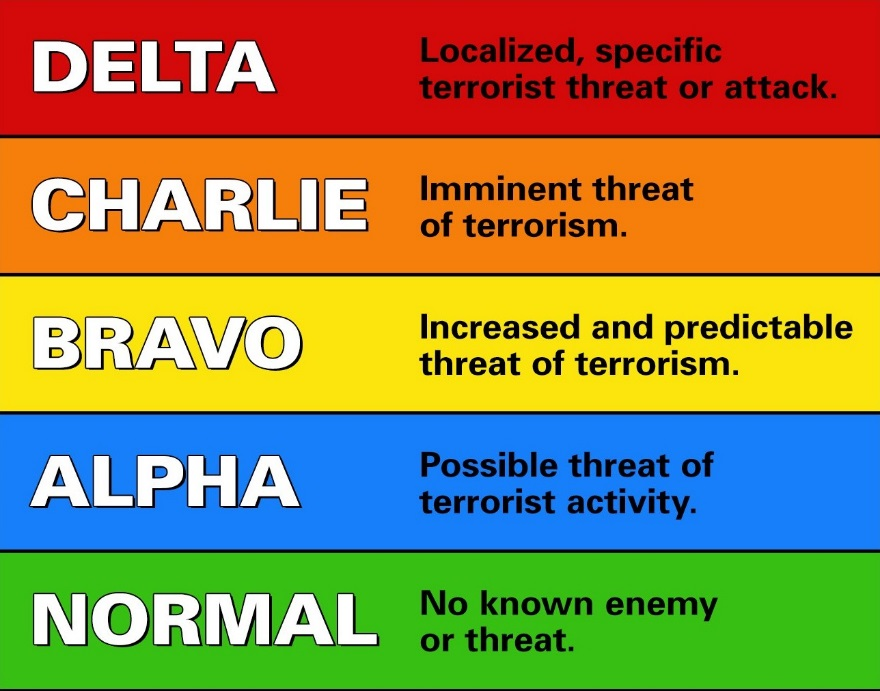 DELTA
Localized, specific
terrorist threat or attack.
CHARLIE
Imminent threat
of terrorism.
BRAVO
Increased and predictable
threat of terrorism.
ALPHA
Possible threat of
terrorist activity.
NORMAL
No known enemy
or threat.